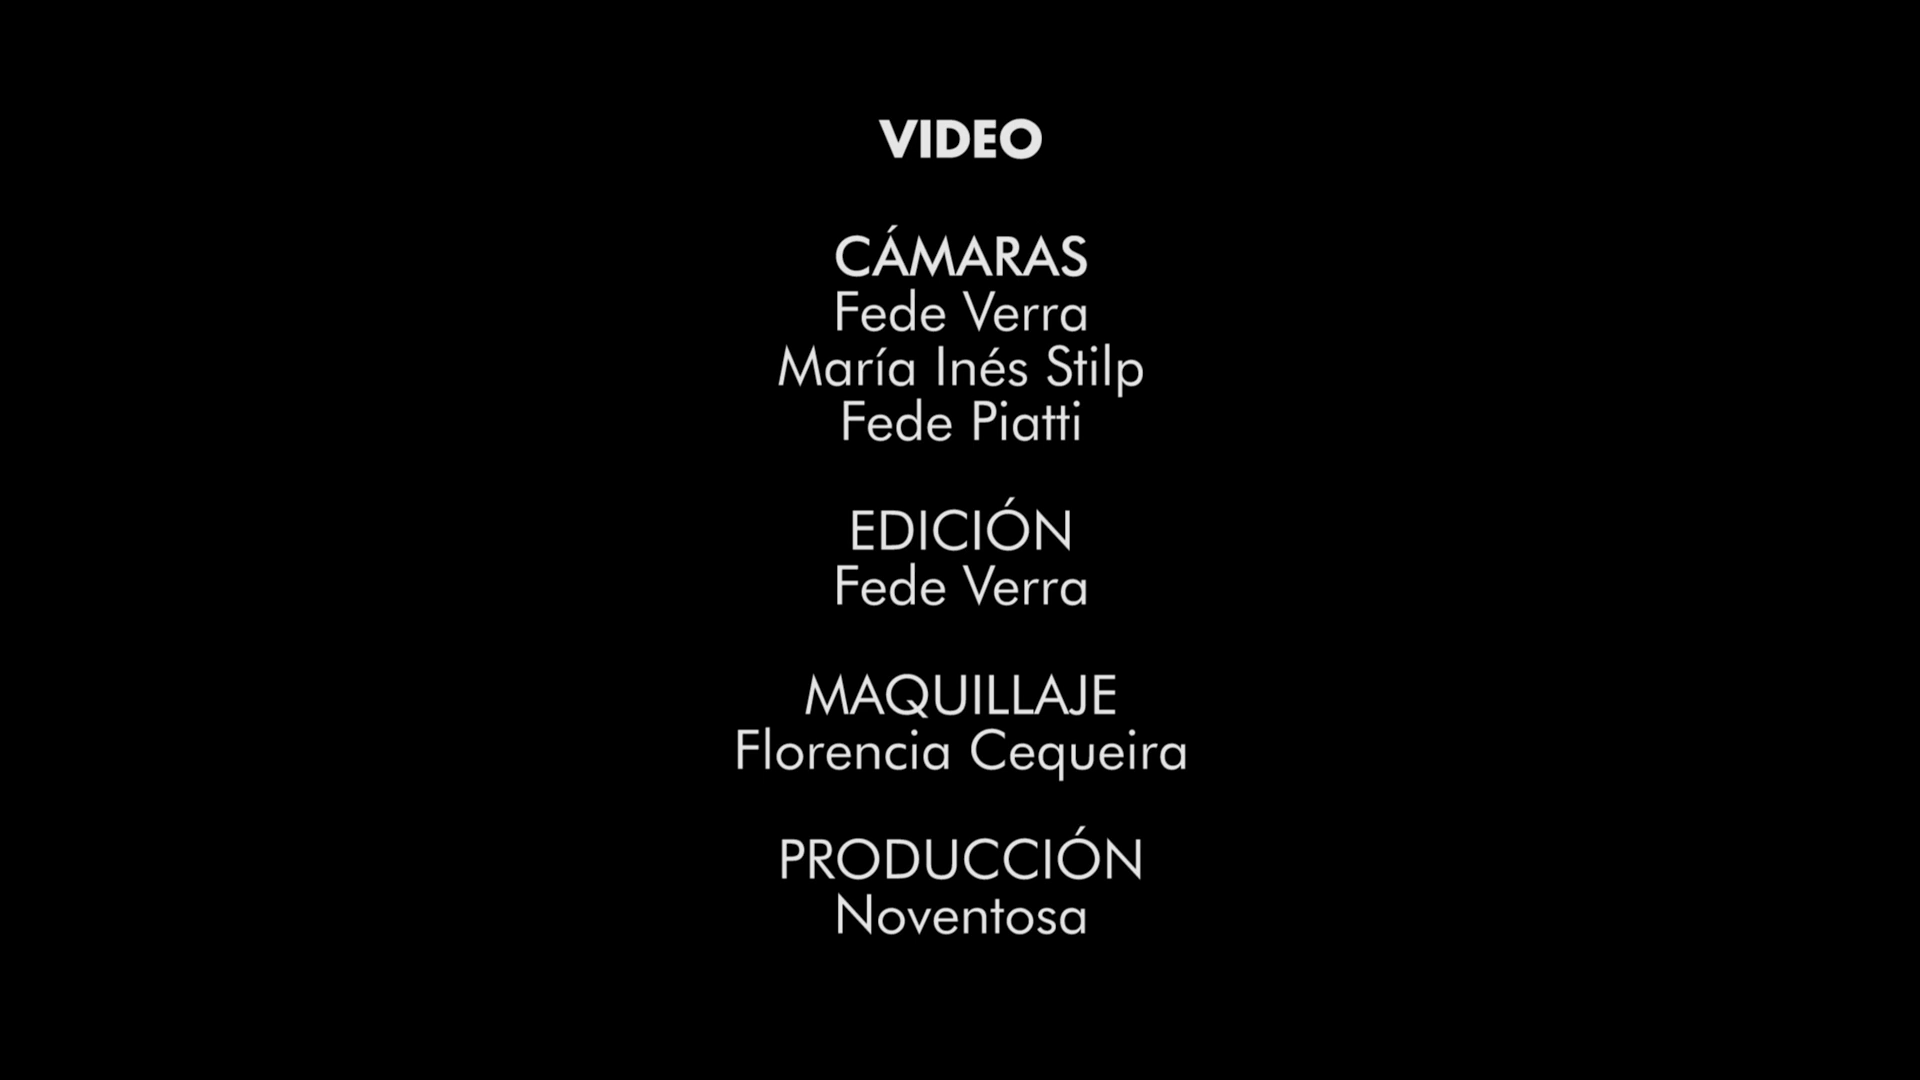 VIDEO
CÁMARAS
Fede Verra
María Inés Stilp
Fede Piatti
EDICIÓN
Fede Verra
MAQUILLAJE
Florencia Cequeira
PRODUCCIÓN
Noventosa